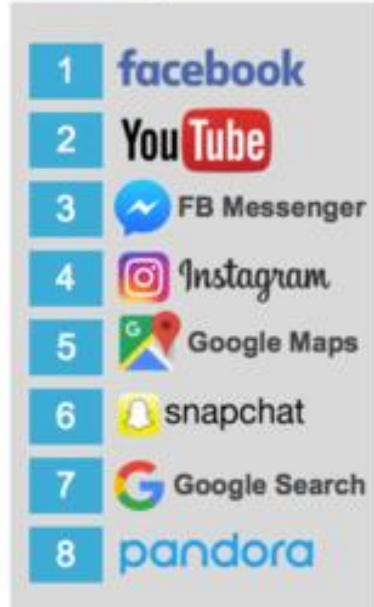 1 facebook
2 YouTube
3 FB Messenger
4 Instagram
5 G Google Maps
6 snapchat
7 G Google Search
8 pandora